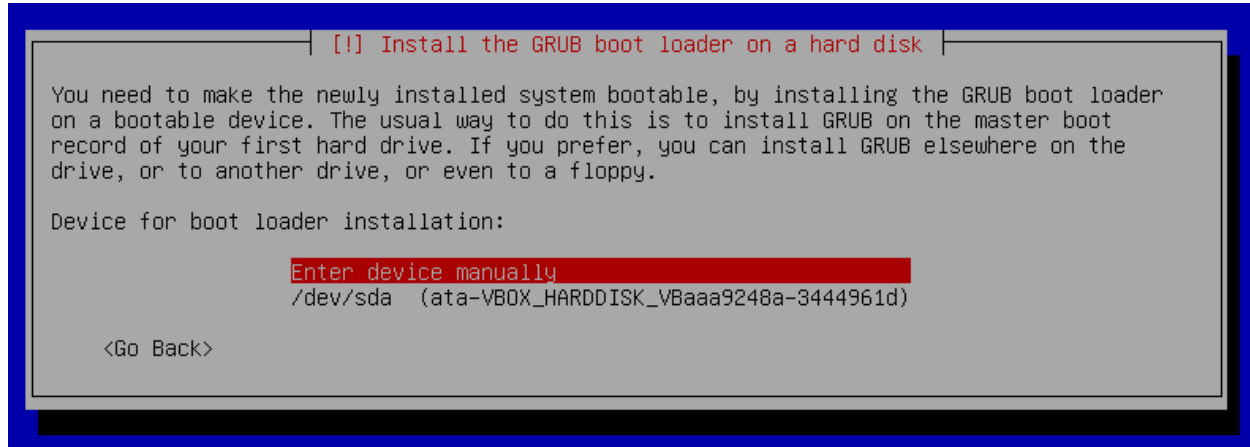 [!] Install the GRUB boot loader on a hard disk
You need to make the newly installed system bootable, by installing the GRUB boot loader
on a bootable device. The usual way to do this is to install GRUB on the master boot
record of your first hard drive. If you prefer, you can install GRUB elsewhere on the
drive, or to another drive, or even to a floppy.
Device for boot loader installation:
Enter device manually
/dev/sda (ata-VBOX_HARDDISK_VBaaa9248a-3444961d)
<Go Back>